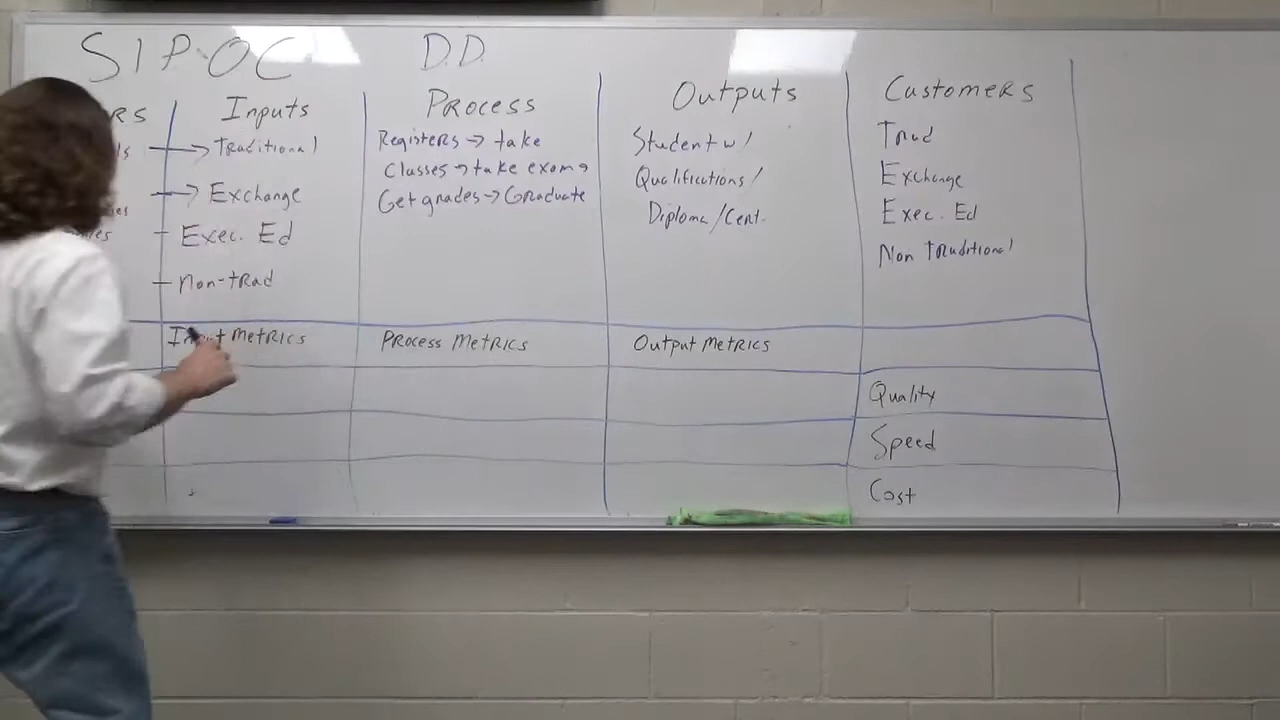 SIPOC D.D.
Inputs
Process
Outputs
Customers
Traditional
Exchange
Exec. Ed
Non-trad
Registers → take
Classes → take exam →
Get grades → Graduate
Student w/
Qualifications/
Diploma/Cert.
Trad
Exchange
Exec. Ed
Non Traditional
Metrics
Process Metrics
Output Metrics
Quality
Speed
Cost